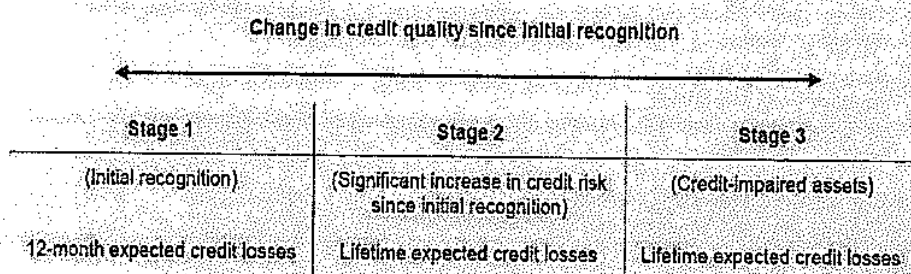 Change in credit quality since initial recognition
Stage 1
Stage 2
Stage 3
(Initial recognition)
(Significant increase in credit risk
since initial recognition)
(Credit-impaired assets)
12-month expected credit losses
Lifetime expected credit losses
Lifetime expected credit losses